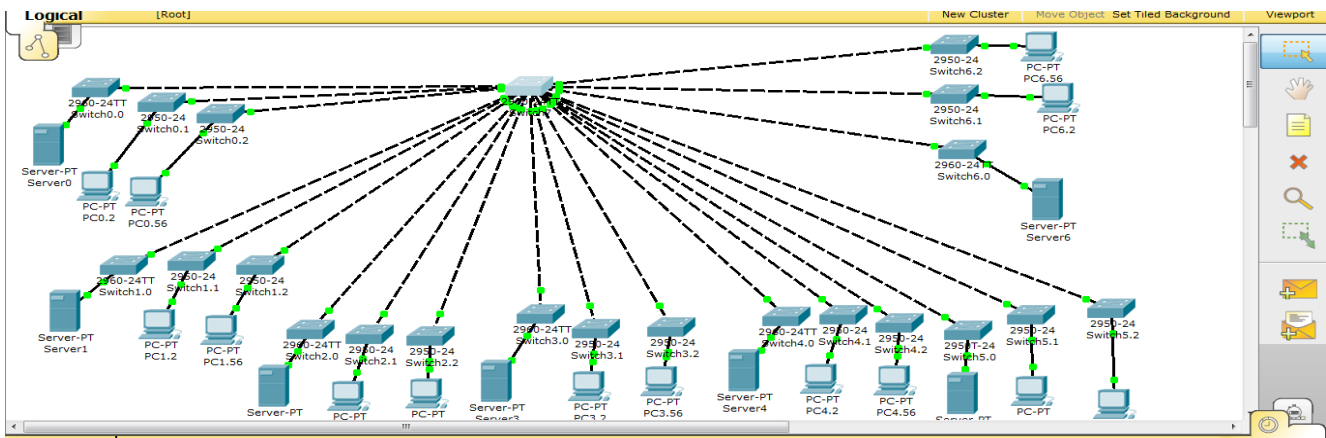 Logical
[Root]
New Cluster
Move Object
Set Tiled Background
Viewport
2950-24
Switch6.2
PC-PT
PC6.56
2950-24
Switch6.1
PC-PT
PC6.2
2960-24TT
Switch6.0
Server-PT
Server6
2960-24TT
Switch0.0
2950-24
Switch0.1
2950-24
Switch0.2
Server-PT
Server0
PC-PT
PC0.2
PC-PT
PC0.56
2960-24TT
Switch1.0
2950-24
Switch1.1
2950-24
Switch1.2
Server-PT
Server1
PC-PT
PC1.2
PC-PT
PC1.56
2960-24TT
Switch2.0
2950-24
Switch2.1
2950-24
Switch2.2
Server-PT
PC-PT
PC-PT
2960-24TT
Switch3.0
2950-24
Switch3.1
2950-24
Switch3.2
Server-PT
Server3
PC-PT
PC3.2
PC-PT
PC3.56
2960-24TT
Switch4.0
2950-24
Switch4.1
2950-24
Switch4.2
Server-PT
Server4
PC-PT
PC4.2
PC-PT
PC4.56
2950T-24
Switch5.0
2950-24
Switch5.1
2950-24
Switch5.2
Server-PT
PC-PT